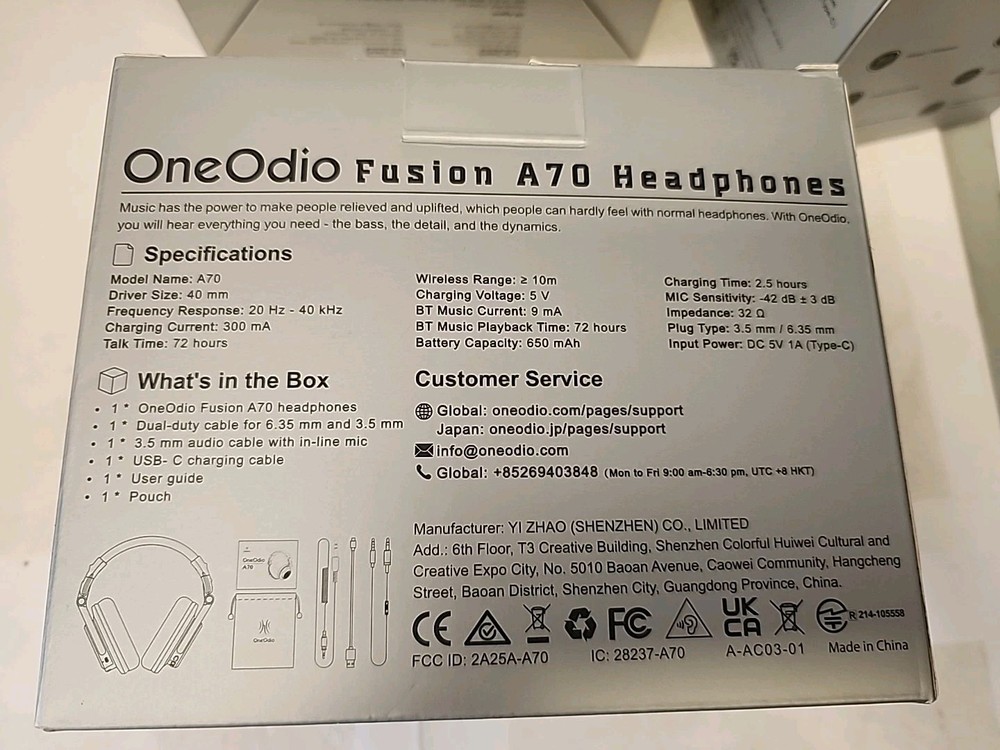 OneOdio Fusion A70 Headphones
Music has the power to make people relieved and uplifted, which people can hardly feel with normal headphones. With OneOdio,
you will hear everything you need - the bass, the detail, and the dynamics.
Specifications
Model Name: A70
Driver Size: 40 mm
Frequency Response: 20 Hz - 40 kHz
Charging Current: 300 mA
Talk Time: 72 hours
Wireless Range: ≥ 10m
Charging Voltage: 5 V
BT Music Current: 9 mA
BT Music Playback Time: 72 hours
Battery Capacity: 650 mAh
Charging Time: 2.5 hours
MIC Sensitivity: -42 dB ± 3 dB
Impedance: 32 Ω
Plug Type: 3.5 mm / 6.35 mm
Input Power: DC 5V 1A (Type-C)
What's in the Box
• 1 * OneOdio Fusion A70 headphones
• 1 * Dual-duty cable for 6.35 mm and 3.5 mm
• 1 * 3.5 mm audio cable with in-line mic
• 1 * USB- C charging cable
• 1 * User guide
• 1 * Pouch
Customer Service
Global: oneodio.com/pages/support
Japan: oneodio.jp/pages/support
info@oneodio.com
Global: +85269403848 (Mon to Fri 9:00 am-6:30 pm, UTC +8 HKT)
OneOdio
A70
OneOdio
Manufacturer: YI ZHAO (SHENZHEN) CO., LIMITED
Add.: 6th Floor, T3 Creative Building, Shenzhen Colorful Huiwei Cultural and
Creative Expo City, No. 5010 Baoan Avenue, Caowei Community, Hangcheng
Street, Baoan District, Shenzhen City, Guangdong Province, China.
CE FC UK CA R 214-105558
FCC ID: 2A25A-A70 IC: 28237-A70 A-AC03-01 Made in China